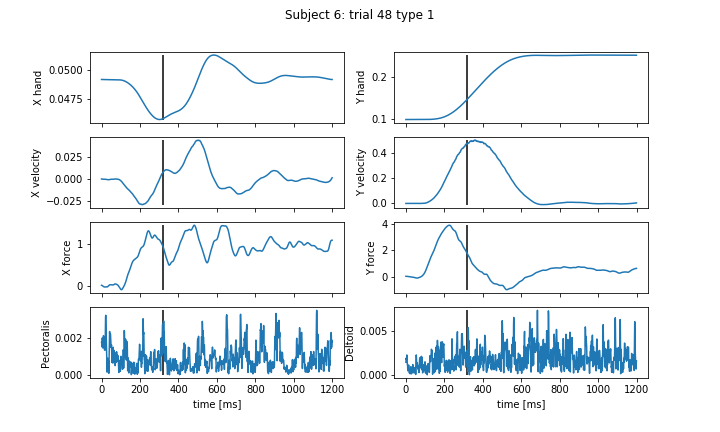 Subject 6: trial 48 type 1
X hand
0.0500
0.0475
Y hand
0.2
0.1
X velocity
0.025
0.000
−0.025
Y velocity
0.4
0.2
0.0
X force
1
0
Y force
4
2
0
Pectoralis
0.002
0.000
0 200 400 600 800 1000 1200
time [ms]
Deltoid
0.005
0.000
0 200 400 600 800 1000 1200
time [ms]